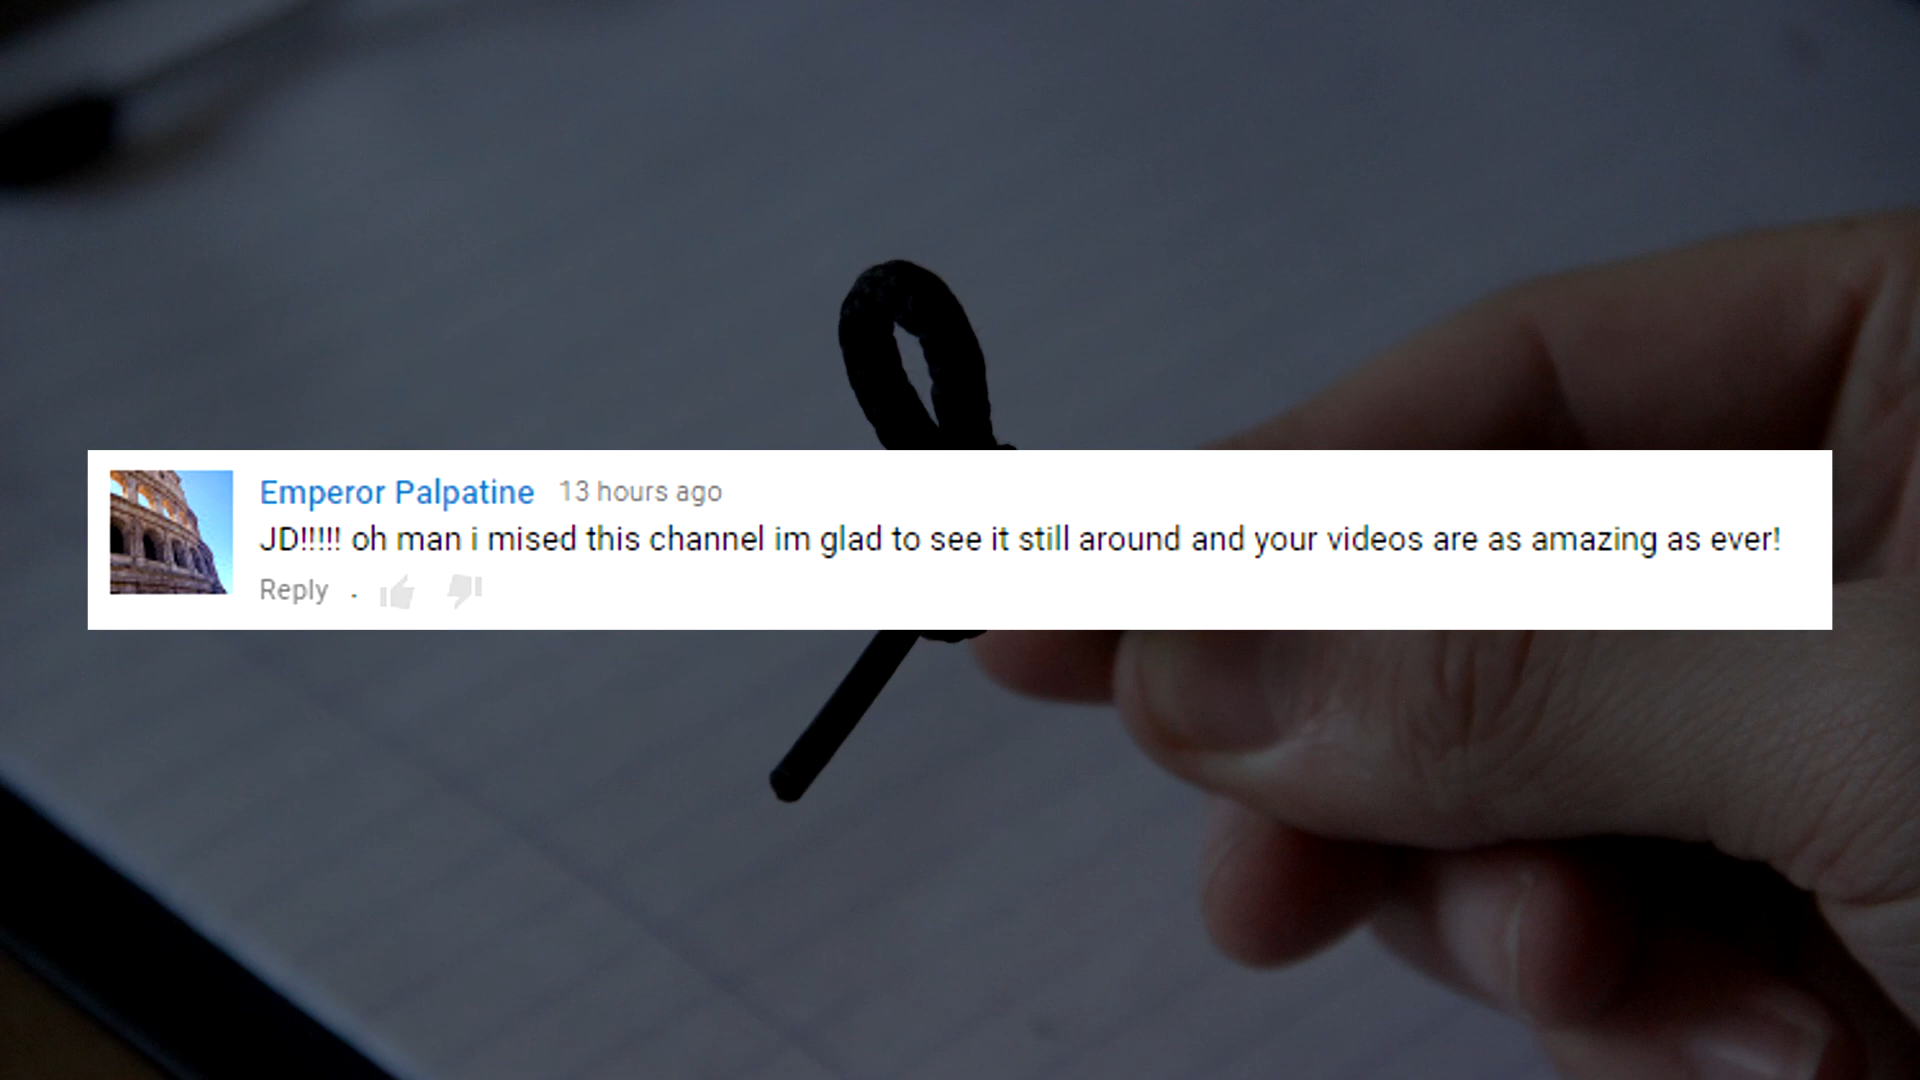 Emperor Palpatine 13 hours ago
JD!!!!! oh man i mised this channel im glad to see it still around and your videos are as amazing as ever!
Reply .